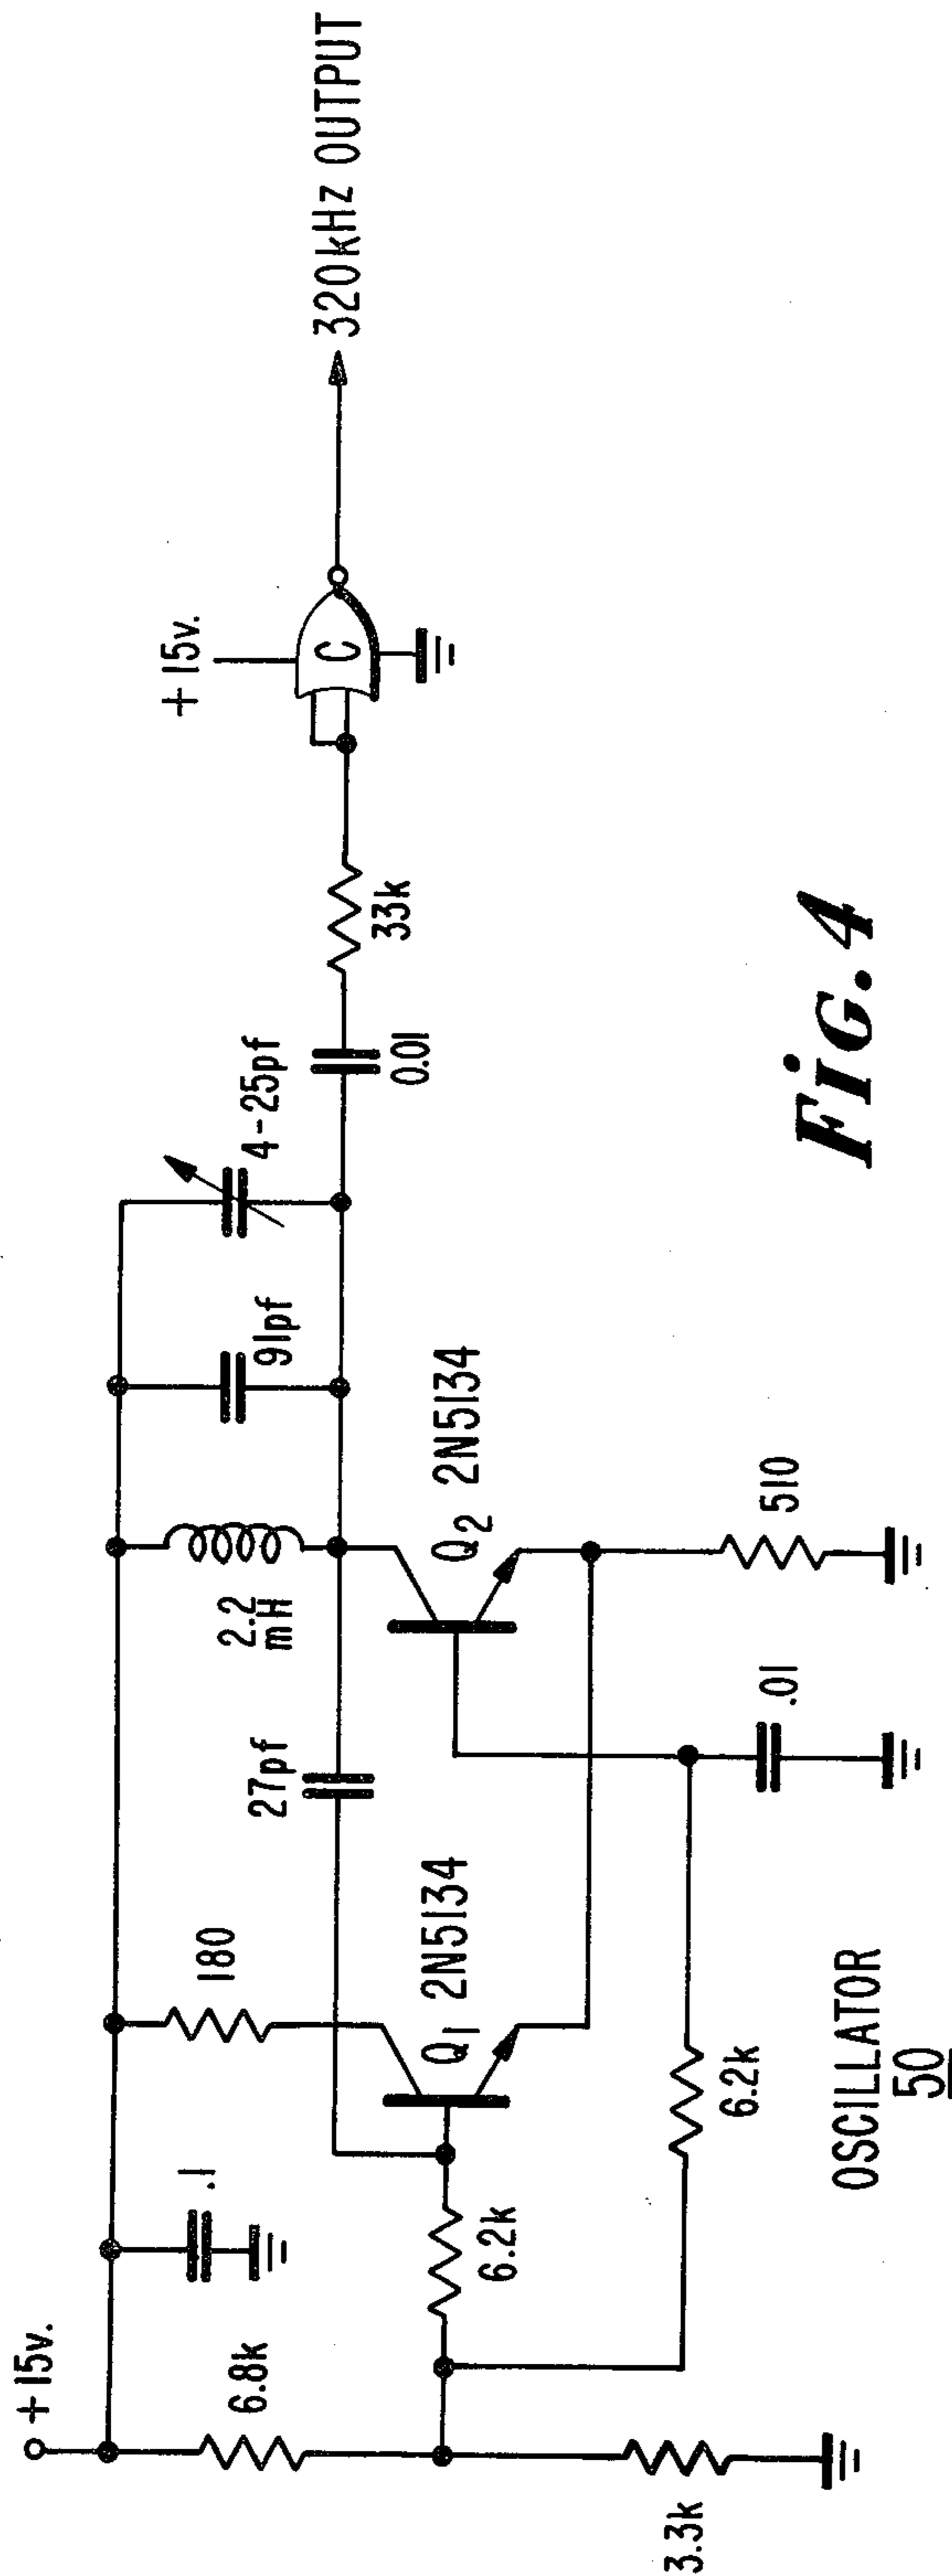 +15v.
6.8k
3.3k
.1
6.2k
180
Q1 2N5134
6.2k
27pf
2.2
mH
Q2 2N5134
.01
510
91pf
4-25pf
0.01
33k
+15v.
C
320kHz OUTPUT
OSCILLATOR
50
FIG. 4